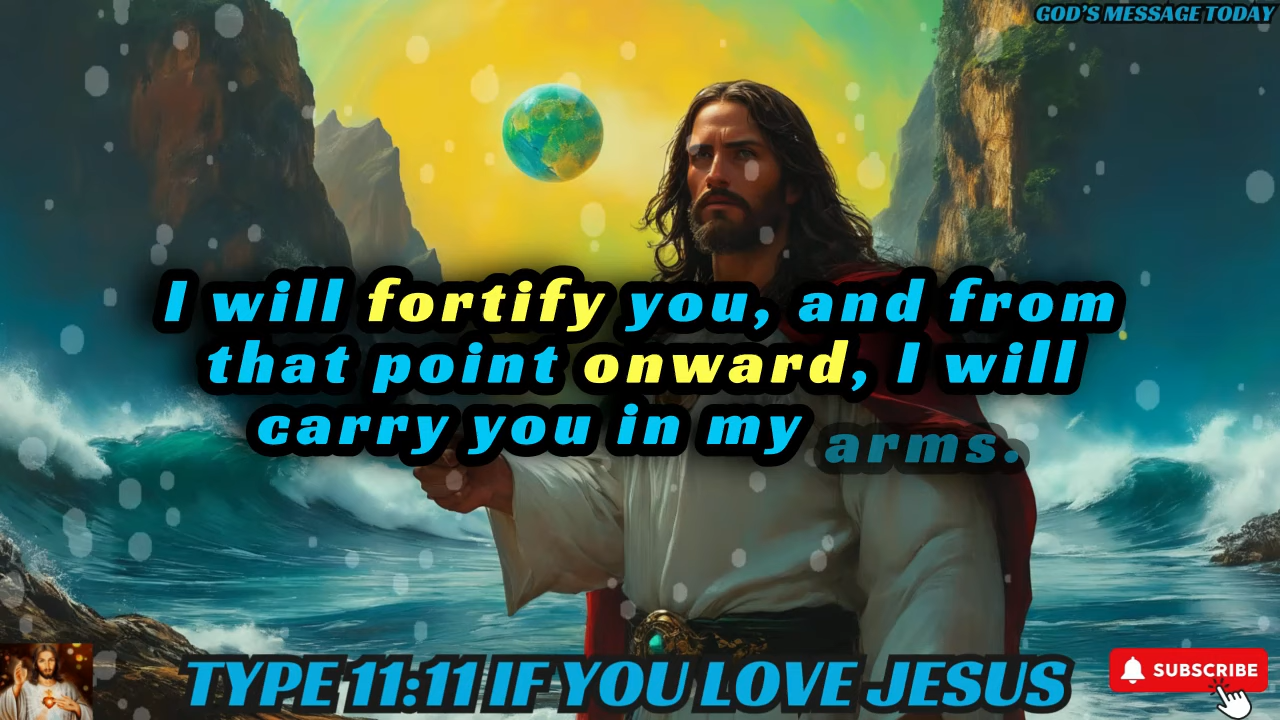 GOD'S MESSAGE TODAY
I will fortify you, and from
that point onward, I will
carry you in my arms.
TYPE 11:11 IF YOU LOVE JESUS
SUBSCRIBE